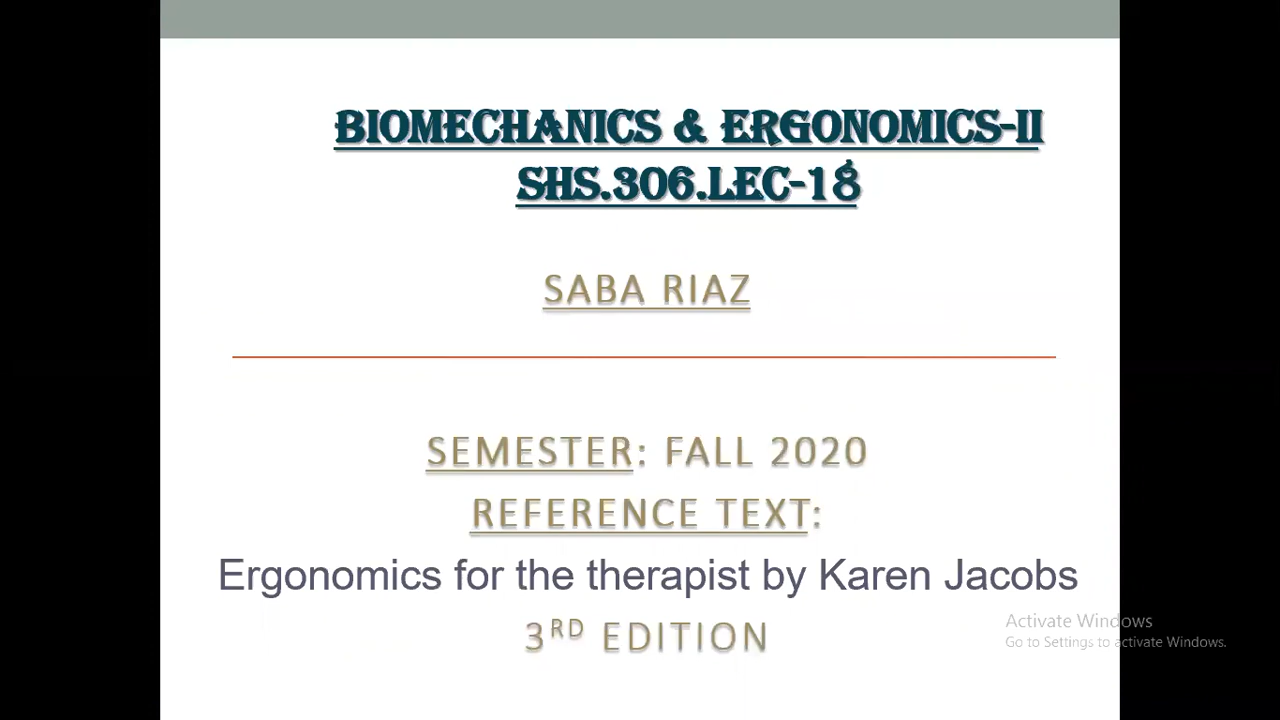 BIOMECHANICS & ERGONOMICS-II
SHS.306.LEC-18
SABA RIAZ
SEMESTER: FALL 2020
REFERENCE TEXT:
Ergonomics for the therapist by Karen Jacobs
3RD EDITION
Activate Windows
Go to Settings to activate Windows.